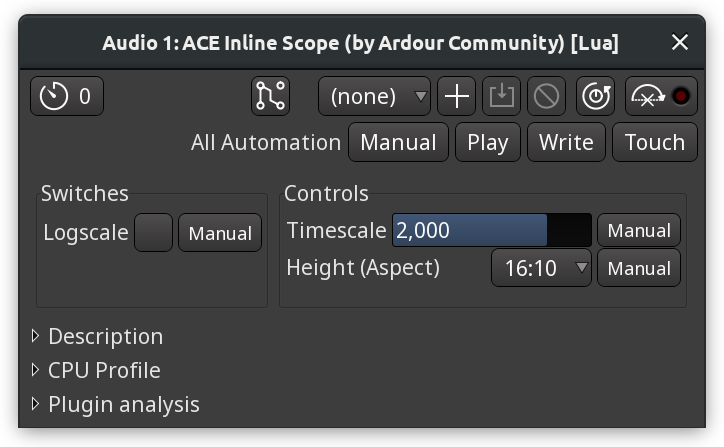 Audio 1: ACE Inline Scope (by Ardour Community) [Lua]
0 (none)
All Automation Manual Play Write Touch
Switches
Logscale Manual
Controls
Timescale 2,000 Manual
Height (Aspect) 16:10 Manual
Description
CPU Profile
Plugin analysis